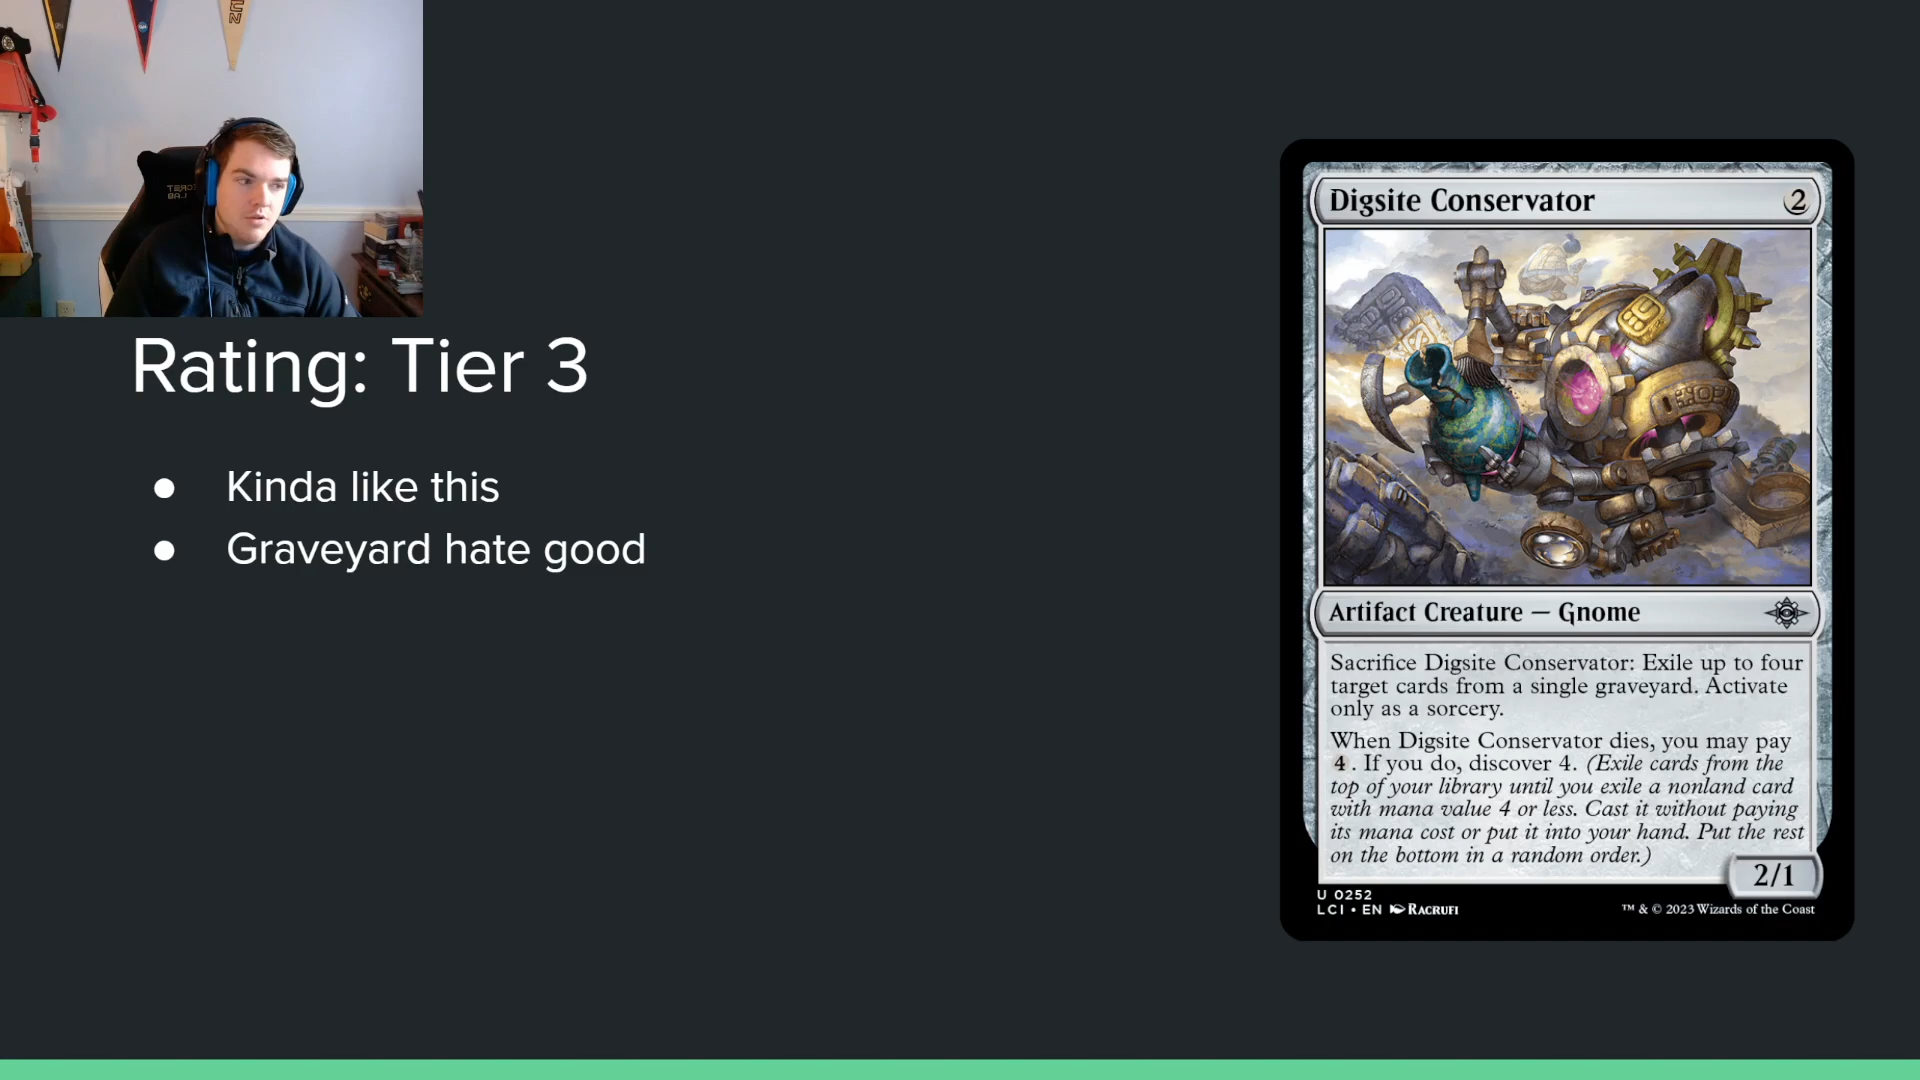 Rating: Tier 3
● Kinda like this
● Graveyard hate good
Digsite Conservator 2
Artifact Creature — Gnome
Sacrifice Digsite Conservator: Exile up to four
target cards from a single graveyard. Activate
only as a sorcery.
When Digsite Conservator dies, you may pay
4. If you do, discover 4. (Exile cards from the
top of your library until you exile a nonland card
with mana value 4 or less. Cast it without paying
its mana cost or put it into your hand. Put the rest
on the bottom in a random order.)
2/1
U 0252
LCI • EN Racrufi
™ & © 2023 Wizards of the Coast